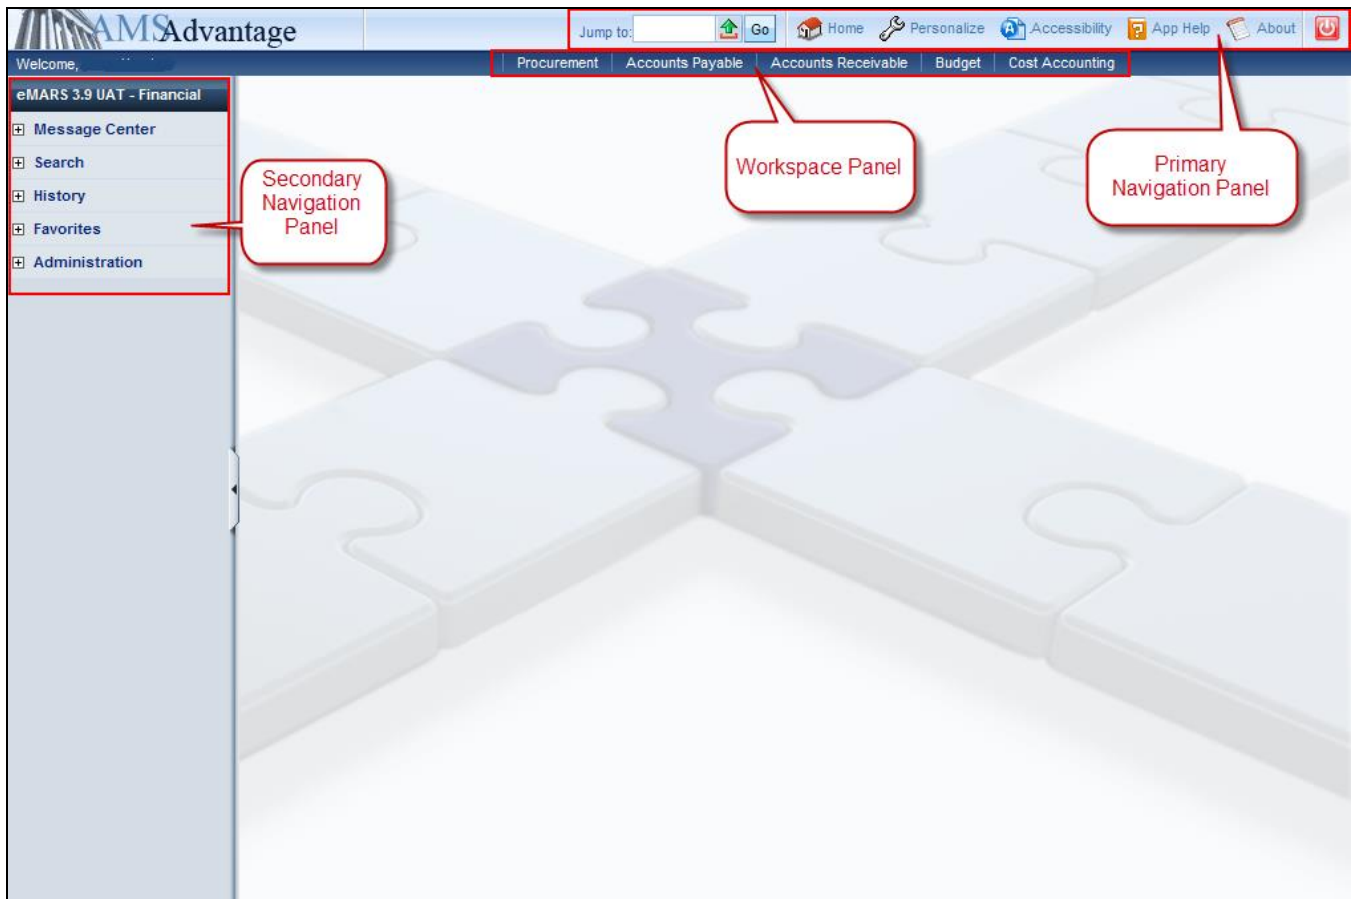 AMSAdvantage
Jump to: Go Home Personalize Accessibility App Help About
Welcome,
Procurement Accounts Payable Accounts Receivable Budget Cost Accounting
eMARS 3.9 UAT - Financial
Message Center
Search
History
Favorites
Administration
Secondary
Navigation
Panel
Workspace Panel
Primary
Navigation Panel